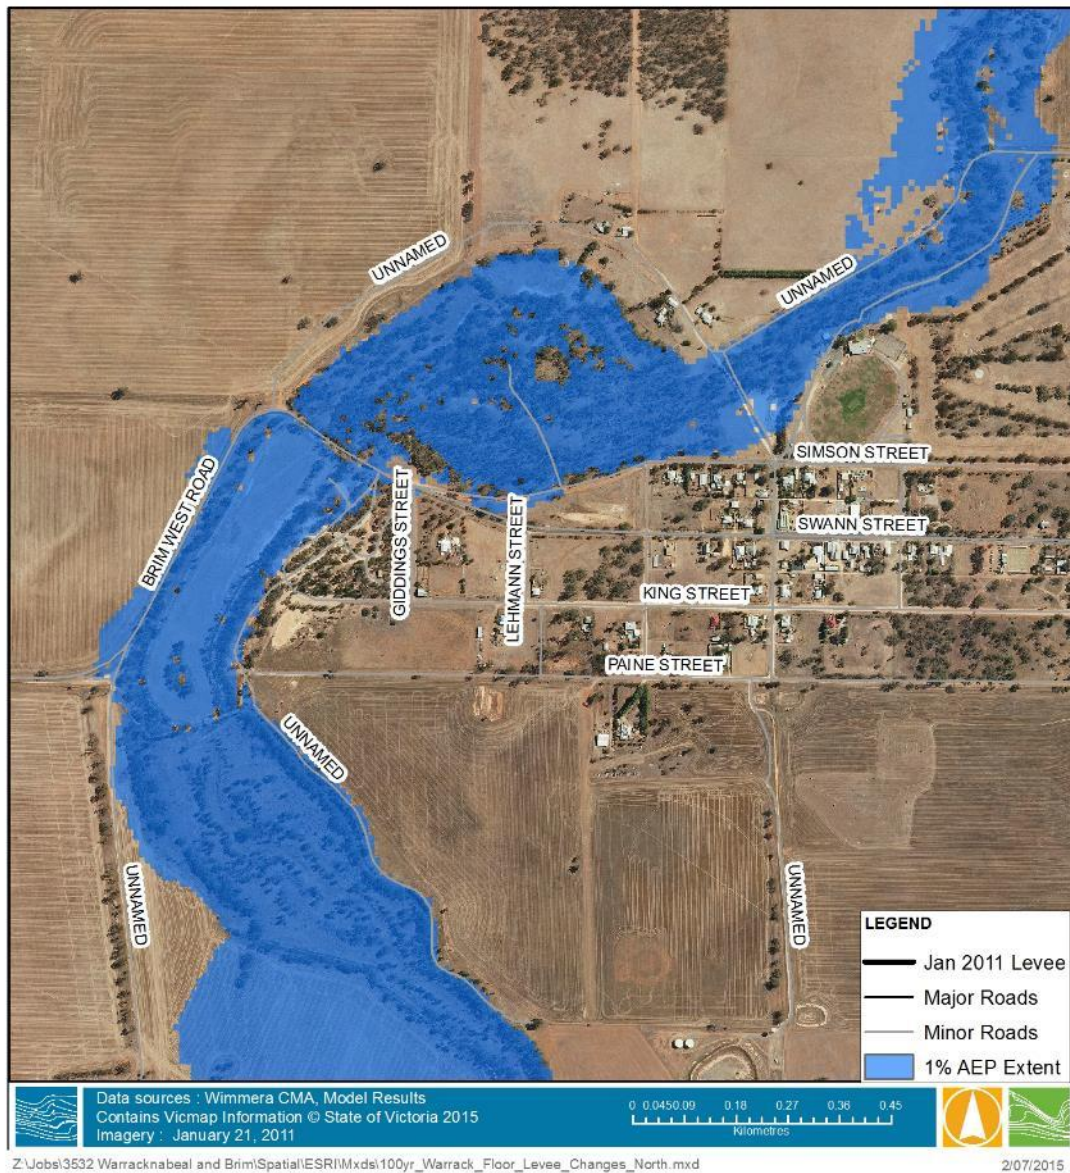 UNNAMED
UNNAMED
SIMSON STREET
BRIM WEST ROAD
GIDDINGS STREET
LEHMANN STREET
SWANN STREET
KING STREET
PAINE STREET
UNNAMED
UNNAMED
UNNAMED
LEGEND
Jan 2011 Levee
Major Roads
Minor Roads
1% AEP Extent
Data sources : Wimmera CMA, Model Results
Contains Vicmap Information © State of Victoria 2015
Imagery : January 21, 2011
0 0.0450.09 0.18 0.27 0.36 0.45
Kilometres
Z:\Jobs\3532 Warracknabeal and Brim\Spatial\ESRI\Mxds\100yr_Warrack_Floor_Levee_Changes_North.mxd
2/07/2015